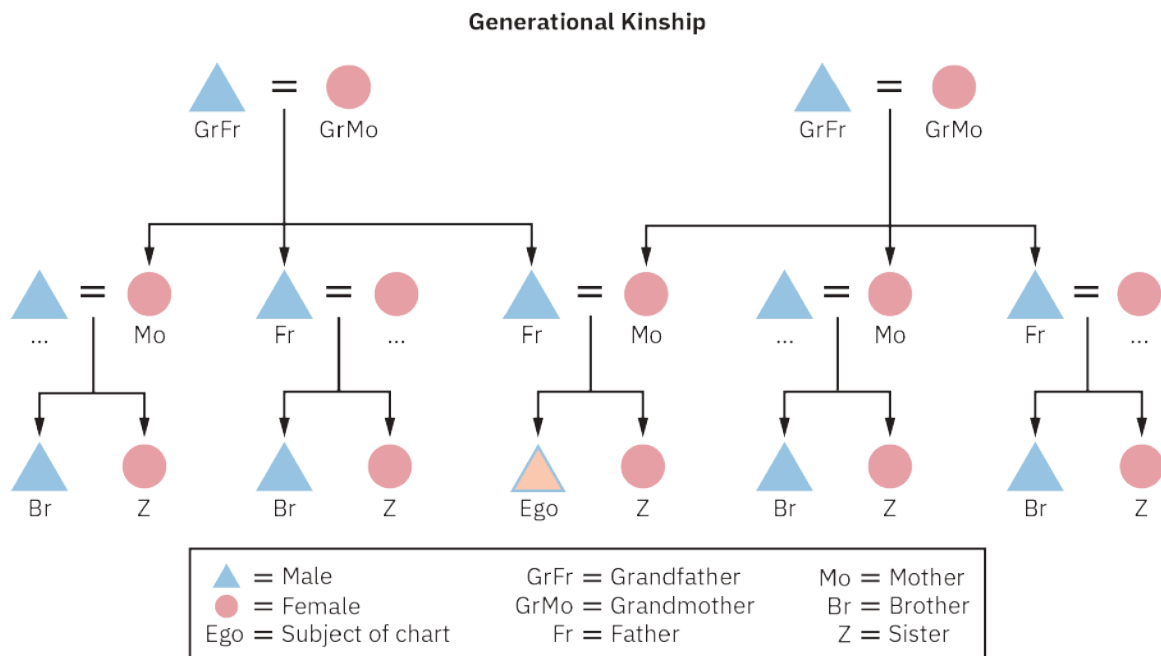 Generational Kinship
= =
GrFr GrMo GrFr GrMo
= = = = =
... Mo Fr ... Fr Mo ... Mo Fr ...
Br Z Br Z Ego Z Br Z Br Z
= Male GrFr = Grandfather Mo = Mother
= Female GrMo = Grandmother Br = Brother
Ego = Subject of chart Fr = Father Z = Sister